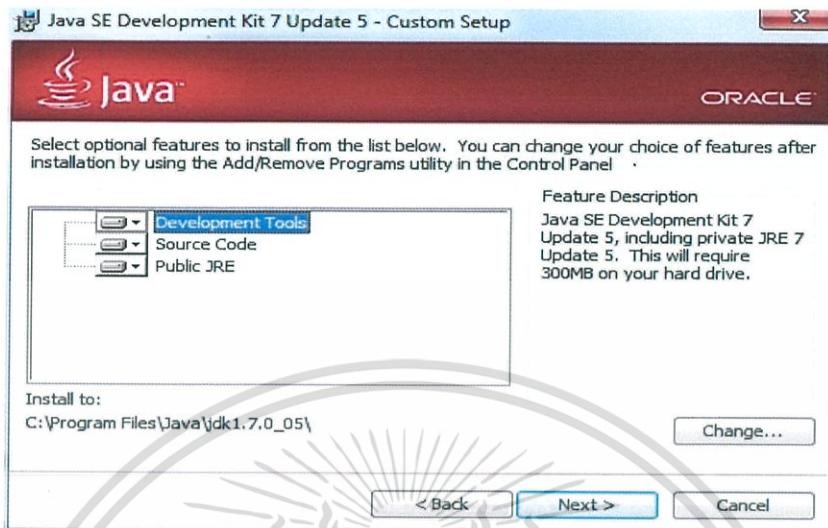 Java SE Development Kit 7 Update 5 - Custom Setup
Java™
ORACLE
Select optional features to install from the list below. You can change your choice of features after
installation by using the Add/Remove Programs utility in the Control Panel
Feature Description
Development Tools
Source Code
Public JRE
Java SE Development Kit 7
Update 5, including private JRE 7
Update 5. This will require
300MB on your hard drive.
Install to:
C:\Program Files\Java\jdk1.7.0_05\
Change...
< Back
Next >
Cancel